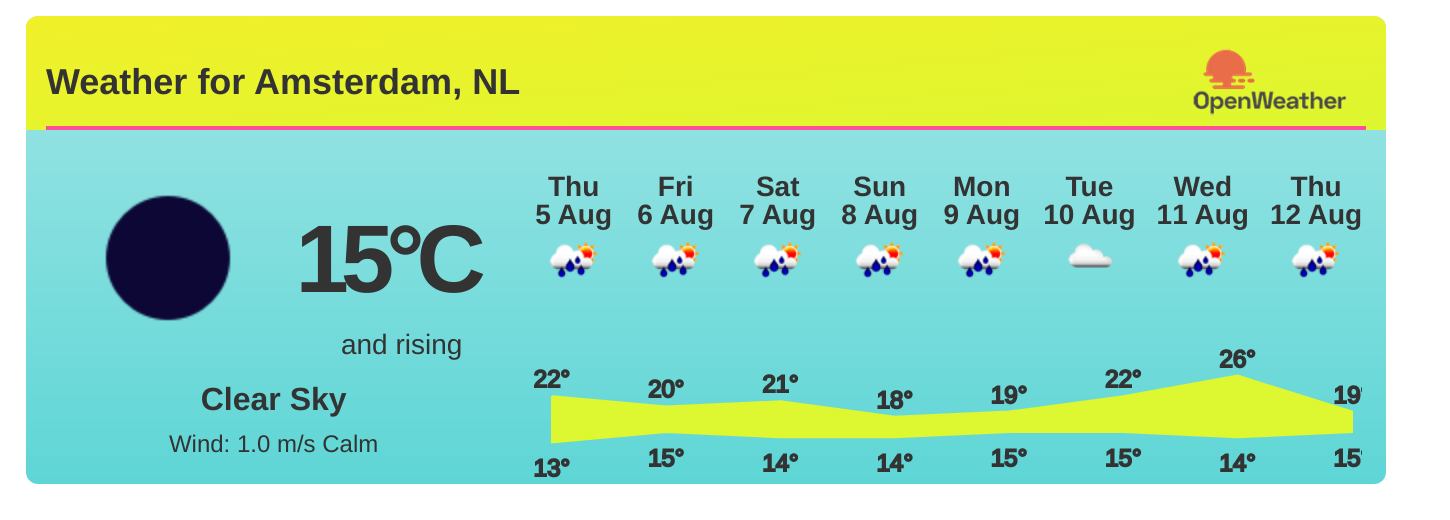 Weather for Amsterdam, NL
OpenWeather
15°C
and rising
Clear Sky
Wind: 1.0 m/s Calm
Thu Fri Sat Sun Mon Tue Wed Thu
5 Aug 6 Aug 7 Aug 8 Aug 9 Aug 10 Aug 11 Aug 12 Aug
22° 20° 21° 18° 19° 22° 26° 19°
13° 15° 14° 14° 15° 15° 14° 15°